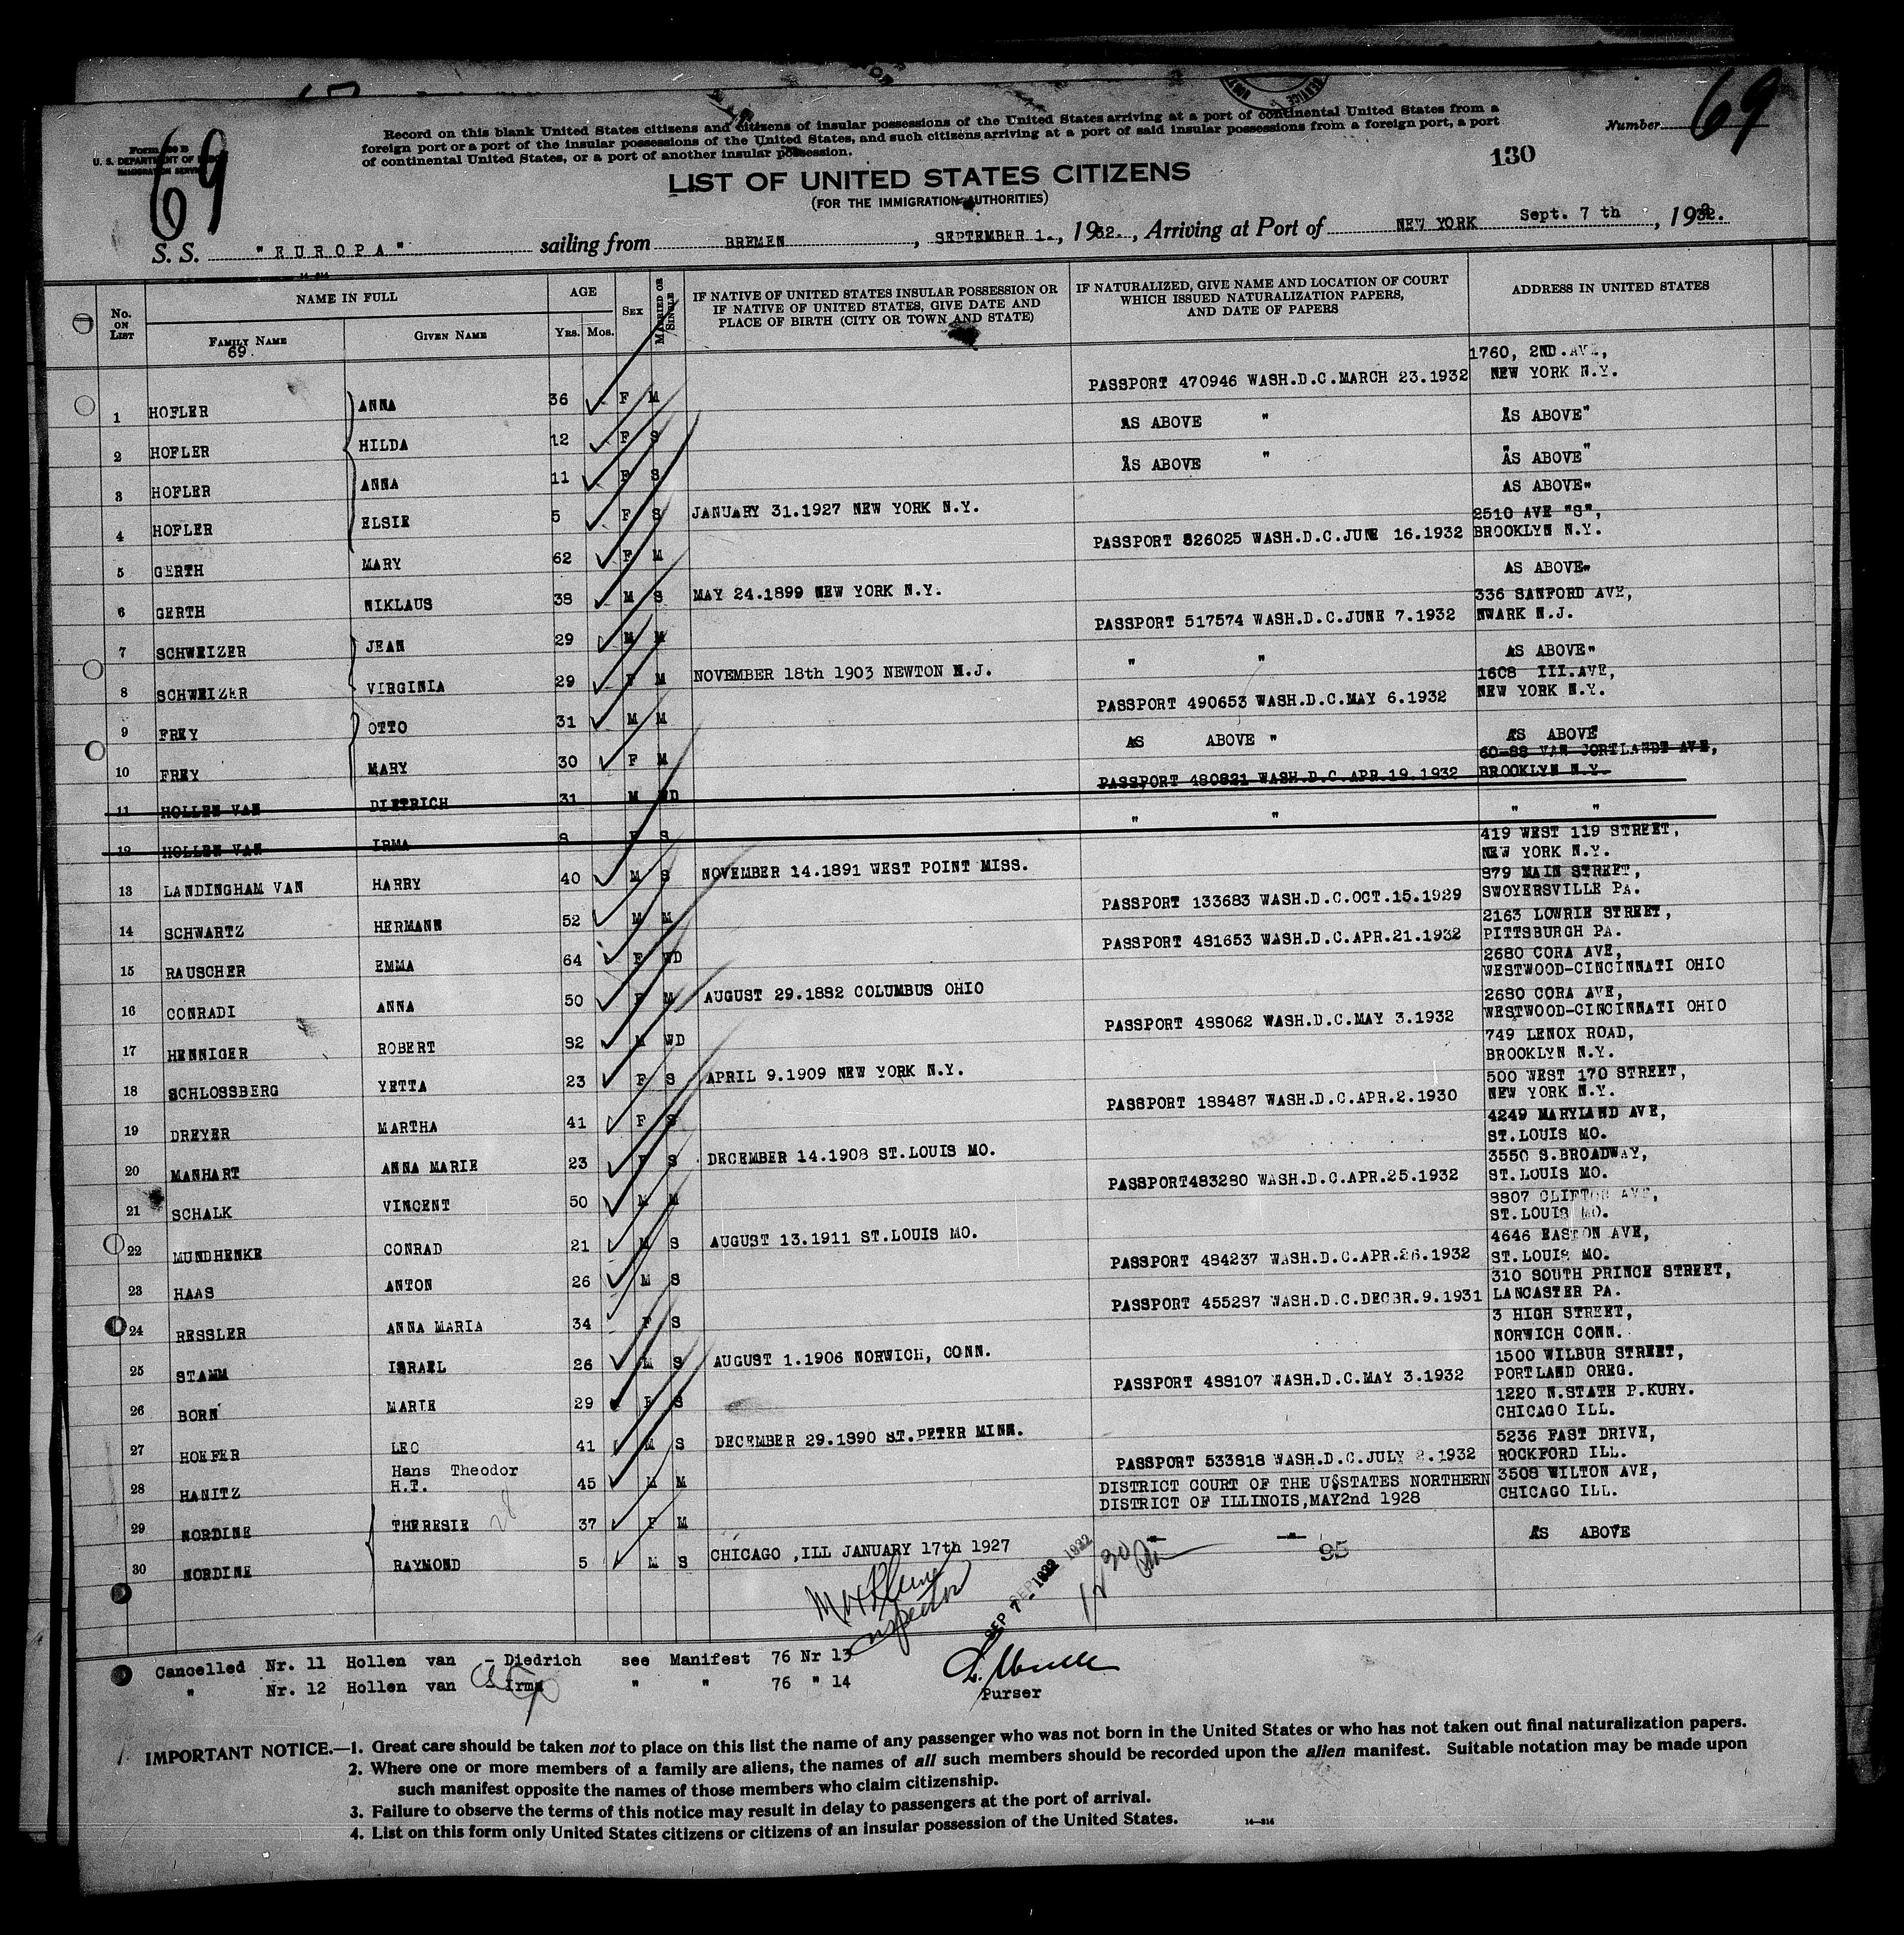 69
Number 69
Record on this blank United States citizens and citizens of insular possessions of the United States arriving at a port of continental United States from a
foreign port or a port of the insular possessions of the United States, and such citizens arriving at a port of said insular possessions from a foreign port, a port
of continental United States, or a port of another insular possession.
U. S. DEPARTMENT OF LABOR
IMMIGRATION SERVICE
130
LIST OF UNITED STATES CITIZENS
(FOR THE IMMIGRATION AUTHORITIES)
S. S. "EUROPA" sailing from BREMEN, SEPTEMBER 1., 1932., Arriving at Port of NEW YORK Sept. 7 th, 1932.
14-814
No. ON LIST
NAME IN FULL
FAMILY NAME
GIVEN NAME
AGE
YRS. MOS.
SEX
MARRIED OR SINGLE
IF NATIVE OF UNITED STATES INSULAR POSSESSION OR
IF NATIVE OF UNITED STATES, GIVE DATE AND
PLACE OF BIRTH (CITY OR TOWN AND STATE)
IF NATURALIZED, GIVE NAME AND LOCATION OF COURT
WHICH ISSUED NATURALIZATION PAPERS,
AND DATE OF PAPERS
ADDRESS IN UNITED STATES
69.
1 HOFLER ANNA 36 F M PASSPORT 470946 WASH.D.C.MARCH 23.1932 1760, 2ND.AVE,
NEW YORK N.Y.
2 HOFLER HILDA 12 F S AS ABOVE " AS ABOVE"
3 HOFLER ANNA 11 F S AS ABOVE " AS ABOVE"
4 HOFLER ELSIE 5 F S JANUARY 31.1927 NEW YORK N.Y. AS ABOVE"
5 GERTH MARY 62 F M PASSPORT 526025 WASH.D.C.JUNE 16.1932 2510 AVE "S",
BROOKLYN N.Y.
6 GERTH NIKLAUS 38 M S MAY 24.1899 NEW YORK N.Y. AS ABOVE"
7 SCHWEIZER JEAN 29 M M PASSPORT 517574 WASH.D.C.JUNE 7.1932 336 SANFORD AVE,
NWARK N.J.
8 SCHWEIZER VIRGINIA 29 F M NOVEMBER 18th 1903 NEWTON N.J. " " AS ABOVE"
9 FREY OTTO 31 M M PASSPORT 490653 WASH.D.C.MAY 6.1932 1608 III.AVE,
NEW YORK N.Y.
10 FREY MARY 30 F M AS ABOVE " AS ABOVE
11 HOLLEN VAN DIETRICH 31 M WD PASSPORT 480821 WASH.D.C.APR.19.1932 60-88 VAN CORTLANDT AVE,
BROOKLYN N.Y.
12 HOLLEN VAN IRMA 8 F S " " " "
13 LANDINGHAM VAN HARRY 40 M S NOVEMBER 14.1891 WEST POINT MISS. 419 WEST 119 STREET,
NEW YORK N.Y.
14 SCHWARTZ HERMANN 52 M M PASSPORT 133683 WASH.D.C.OCT.15.1929 879 MAIN STREET,
SWOYERSVILLE PA.
15 RAUSCHER EMMA 64 F WD PASSPORT 481653 WASH.D.C.APR.21.1932 2163 LOWRIE STREET,
PITTSBURGH PA.
16 CONRADI ANNA 50 F M AUGUST 29.1882 COLUMBUS OHIO 2680 CORA AVE,
WESTWOOD-CINCINNATI OHIO
17 HENNIGER ROBERT 82 M WD PASSPORT 488062 WASH.D.C.MAY 3.1932 2680 CORA AVE,
WESTWOOD-CINCINNATI OHIO
18 SCHLOSSBERG YETTA 23 F S APRIL 9.1909 NEW YORK N.Y. 749 LENOX ROAD,
BROOKLYN N.Y.
19 DREYER MARTHA 41 F S PASSPORT 188487 WASH.D.C.APR.2.1930 500 WEST 170 STREET,
NEW YORK N.Y.
20 MANHART ANNA MARIE 23 F S DECEMBER 14.1908 ST.LOUIS MO. 4249 MARYLAND AVE,
ST.LOUIS MO.
21 SCHALK VINCENT 50 M M PASSPORT483280 WASH.D.C.APR.25.1932 3550 S.BROADWAY,
ST.LOUIS MO.
22 MUNDHENKE CONRAD 21 M S AUGUST 13.1911 ST.LOUIS MO. 8807 CLIFTON AVE,
ST.LOUIS MO.
23 HAAS ANTON 26 M S PASSPORT 484237 WASH.D.C.APR.26.1932 4646 EASTON AVE,
ST.LOUIS MO.
24 RESSLER ANNA MARIA 34 F S PASSPORT 455287 WASH.D.C.DECBR.9.1931 310 SOUTH PRINCE STREET,
LANCASTER PA.
25 STAMM ISRAEL 26 M S AUGUST 1.1906 NORWICH, CONN. 3 HIGH STREET,
NORWICH CONN.
26 BORN MARIE 29 F S PASSPORT 488107 WASH.D.C.MAY 3.1932 1500 WILBUR STREET,
PORTLAND OREG.
27 HOEFER LEO 41 M S DECEMBER 29.1890 ST.PETER MINN. 1220 N.STATE P.KURY.
CHICAGO ILL.
28 HANITZ Hans Theodor
H.T. 45 M M PASSPORT 533818 WASH.D.C.JULY 2.1932 5236 FAST DRIVE,
ROCKFORD ILL.
29 NORDINE THERESIE 28 37 F M DISTRICT COURT OF THE U.STATES NORTHERN
DISTRICT OF ILLINOIS,MAY2nd 1928 3508 WILTON AVE,
CHICAGO ILL.
30 NORDINE RAYMOND 5 M S CHICAGO ,ILL JANUARY 17th 1927 -"- AS ABOVE
95
Inspector
SEP 7 - 1932
Cancelled Nr. 11 Hollen van - Diedrich see Manifest 76 Nr 13
" Nr. 12 Hollen van - Irma " " 76 " 14
Purser
IMPORTANT NOTICE.—1. Great care should be taken not to place on this list the name of any passenger who was not born in the United States or who has not taken out final naturalization papers.
2. Where one or more members of a family are aliens, the names of all such members should be recorded upon the alien manifest. Suitable notation may be made upon
such manifest opposite the names of those members who claim citizenship.
3. Failure to observe the terms of this notice may result in delay to passengers at the port of arrival.
4. List on this form only United States citizens or citizens of an insular possession of the United States.
14-814